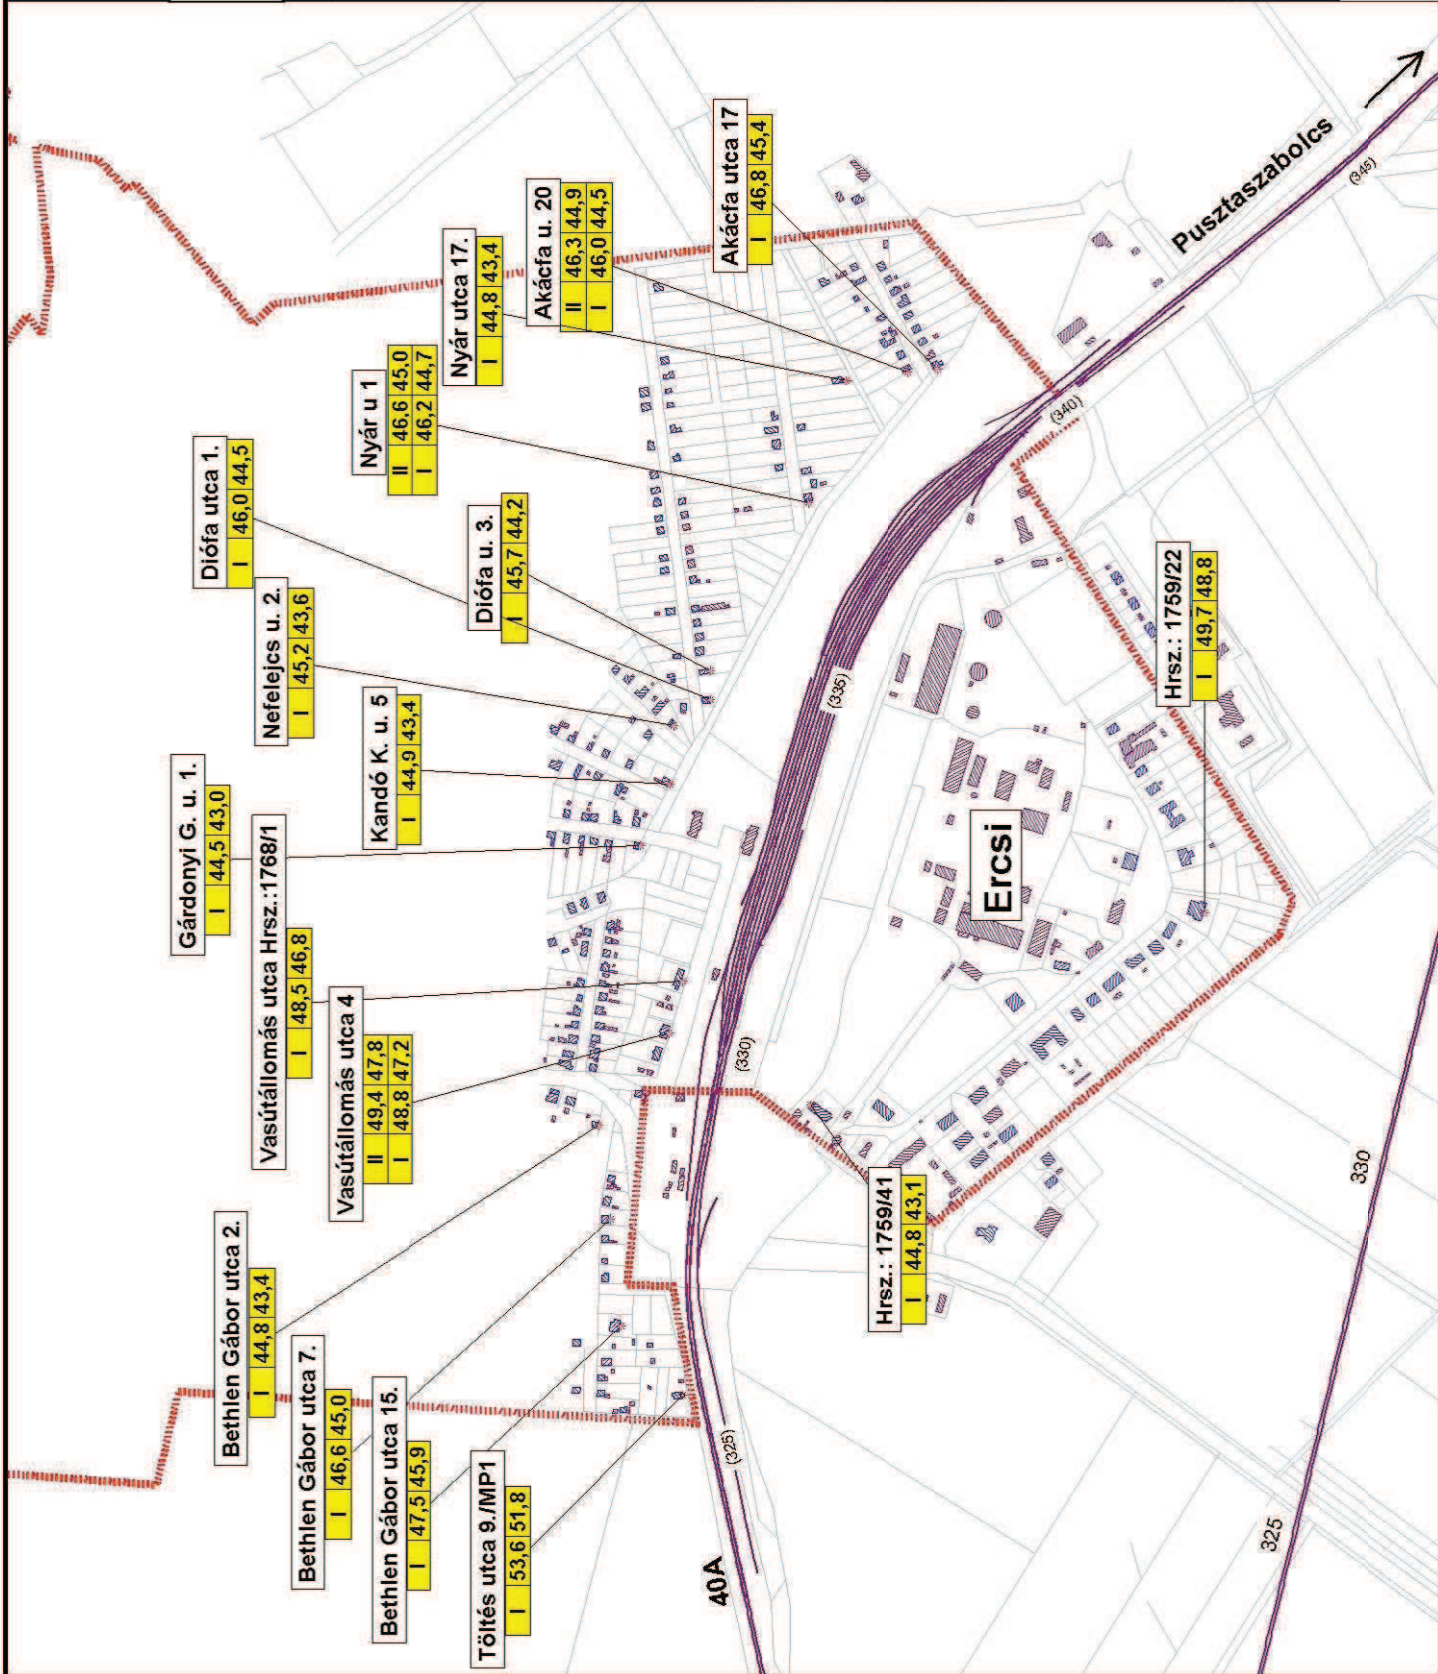 Töltés utca 9./MP1
I 53,6 51,8
Bethlen Gábor utca 15.
I 47,5 45,9
Bethlen Gábor utca 7.
I 46,6 45,0
Bethlen Gábor utca 2.
I 44,8 43,4
Vasútállomás utca 4
II 49,4 47,8
I 48,8 47,2
Vasútállomás utca Hrsz.:1768/1
I 48,5 46,8
Gárdonyi G. u. 1.
I 44,5 43,0
Kandó K. u. 5
I 44,9 43,4
Nefelejcs u. 2.
I 45,2 43,6
Diófa utca 1.
I 46,0 44,5
Diófa u. 3.
I 45,7 44,2
Nyár u 1
II 46,6 45,0
I 46,2 44,7
Nyár utca 17.
I 44,8 43,4
Akácfa u. 20
II 46,3 44,9
I 46,0 44,5
Akácfa utca 17
I 46,8 45,4
Pusztaszabolcs
40A
(325)
(330)
(335)
(340)
(345)
Ercsi
Hrsz.: 1759/41
I 44,8 43,1
Hrsz.: 1759/22
I 49,7 48,8
325
330